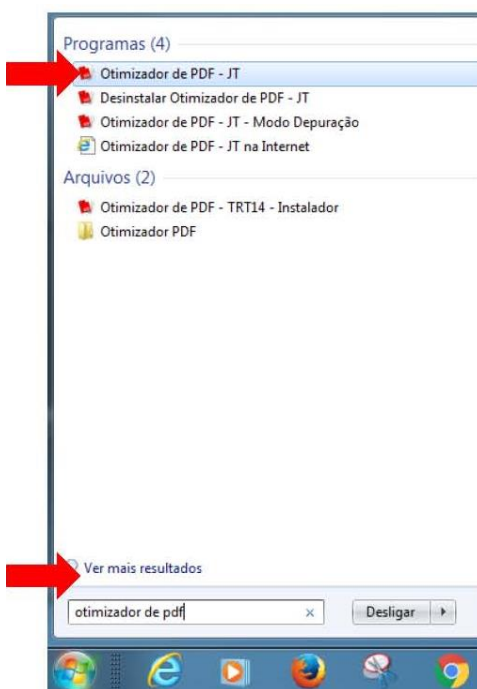 Programas (4)
Otimizador de PDF - JT
Desinstalar Otimizador de PDF - JT
Otimizador de PDF - JT - Modo Depuração
Otimizador de PDF - JT na Internet
Arquivos (2)
Otimizador de PDF - TRT14 - Instalador
Otimizador PDF
Ver mais resultados
otimizador de pdf
Desligar